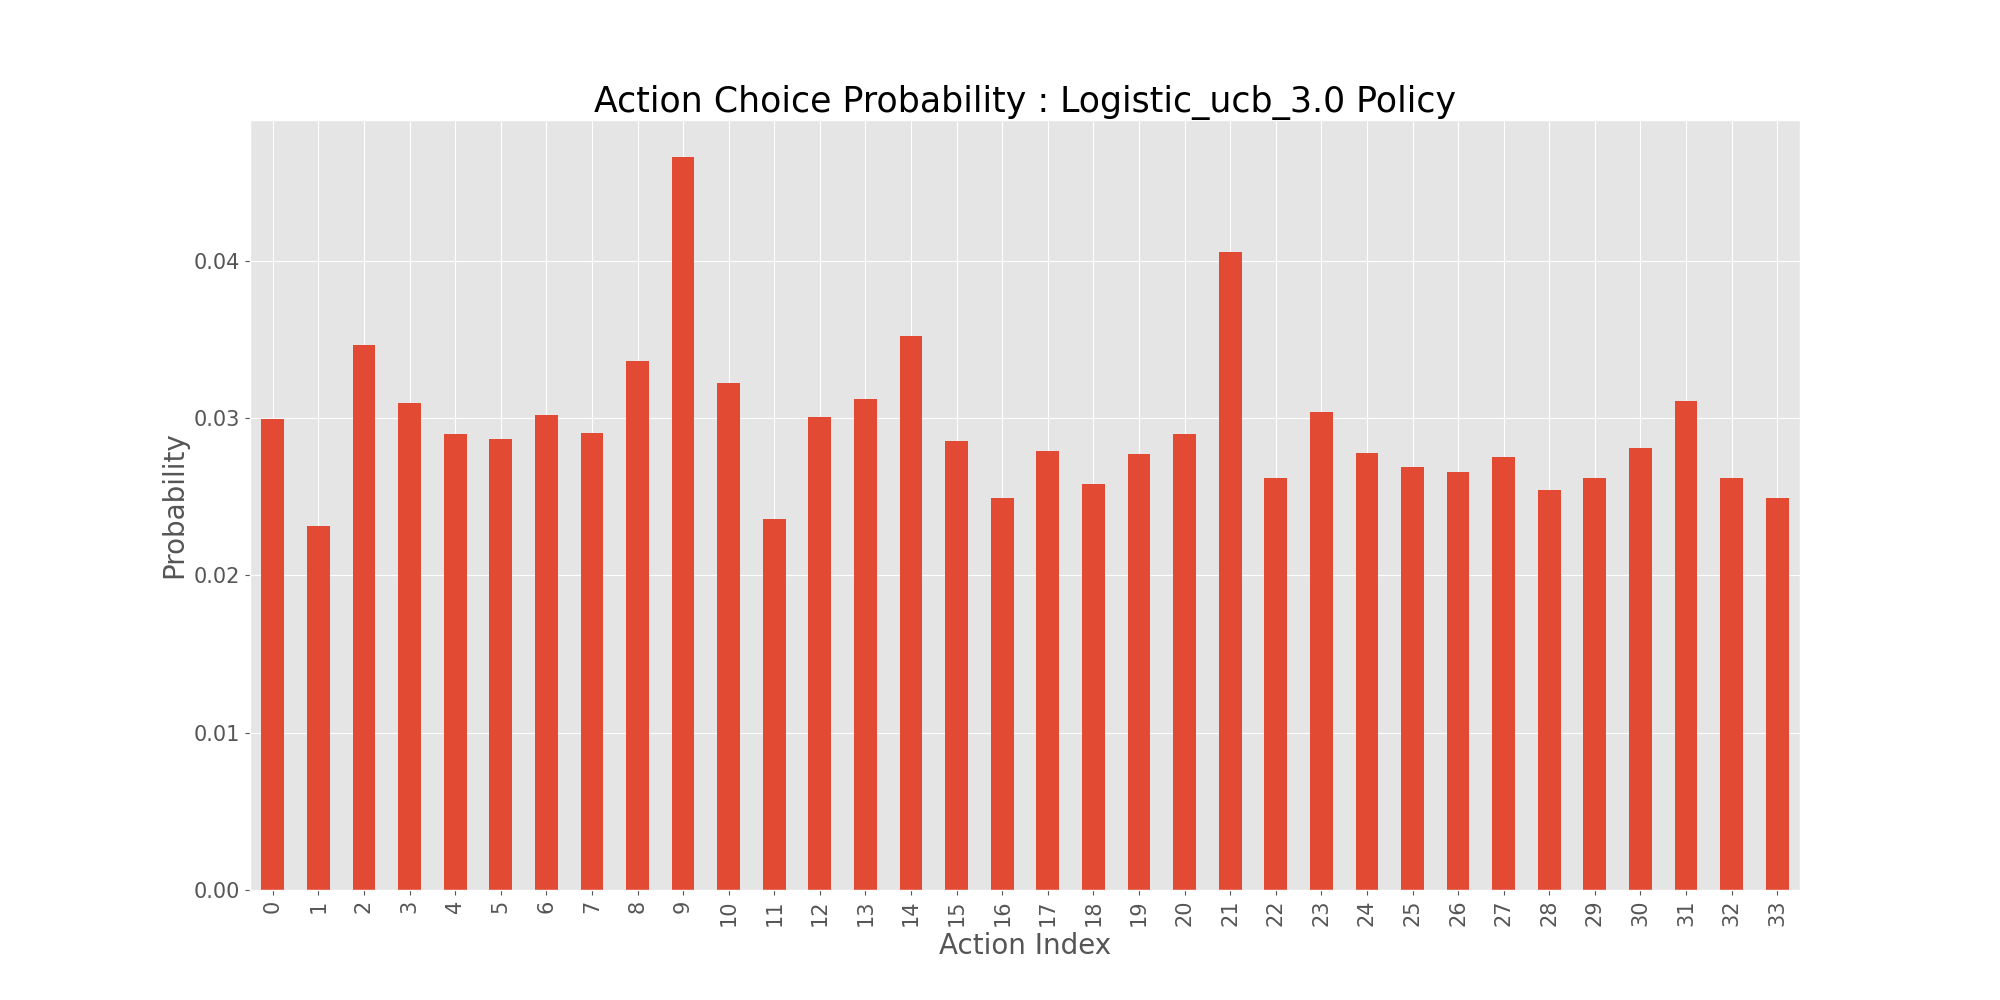 Action Choice Probability : Logistic_ucb_3.0 Policy
Probability
0.04
0.03
0.02
0.01
0.00
0 1 2 3 4 5 6 7 8 9 10 11 12 13 14 15 16 17 18 19 20 21 22 23 24 25 26 27 28 29 30 31 32 33
Action Index